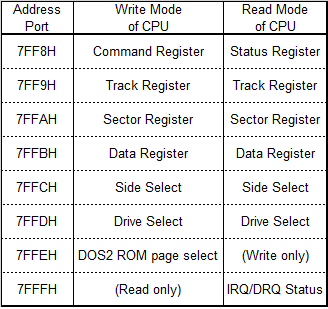 Address Port Write Mode of CPU Read Mode of CPU
7FF8H Command Register Status Register
7FF9H Track Register Track Register
7FFAH Sector Register Sector Register
7FFBH Data Register Data Register
7FFCH Side Select Side Select
7FFDH Drive Select Drive Select
7FFEH DOS2 ROM page select (Write only)
7FFFH (Read only) IRQ/DRQ Status